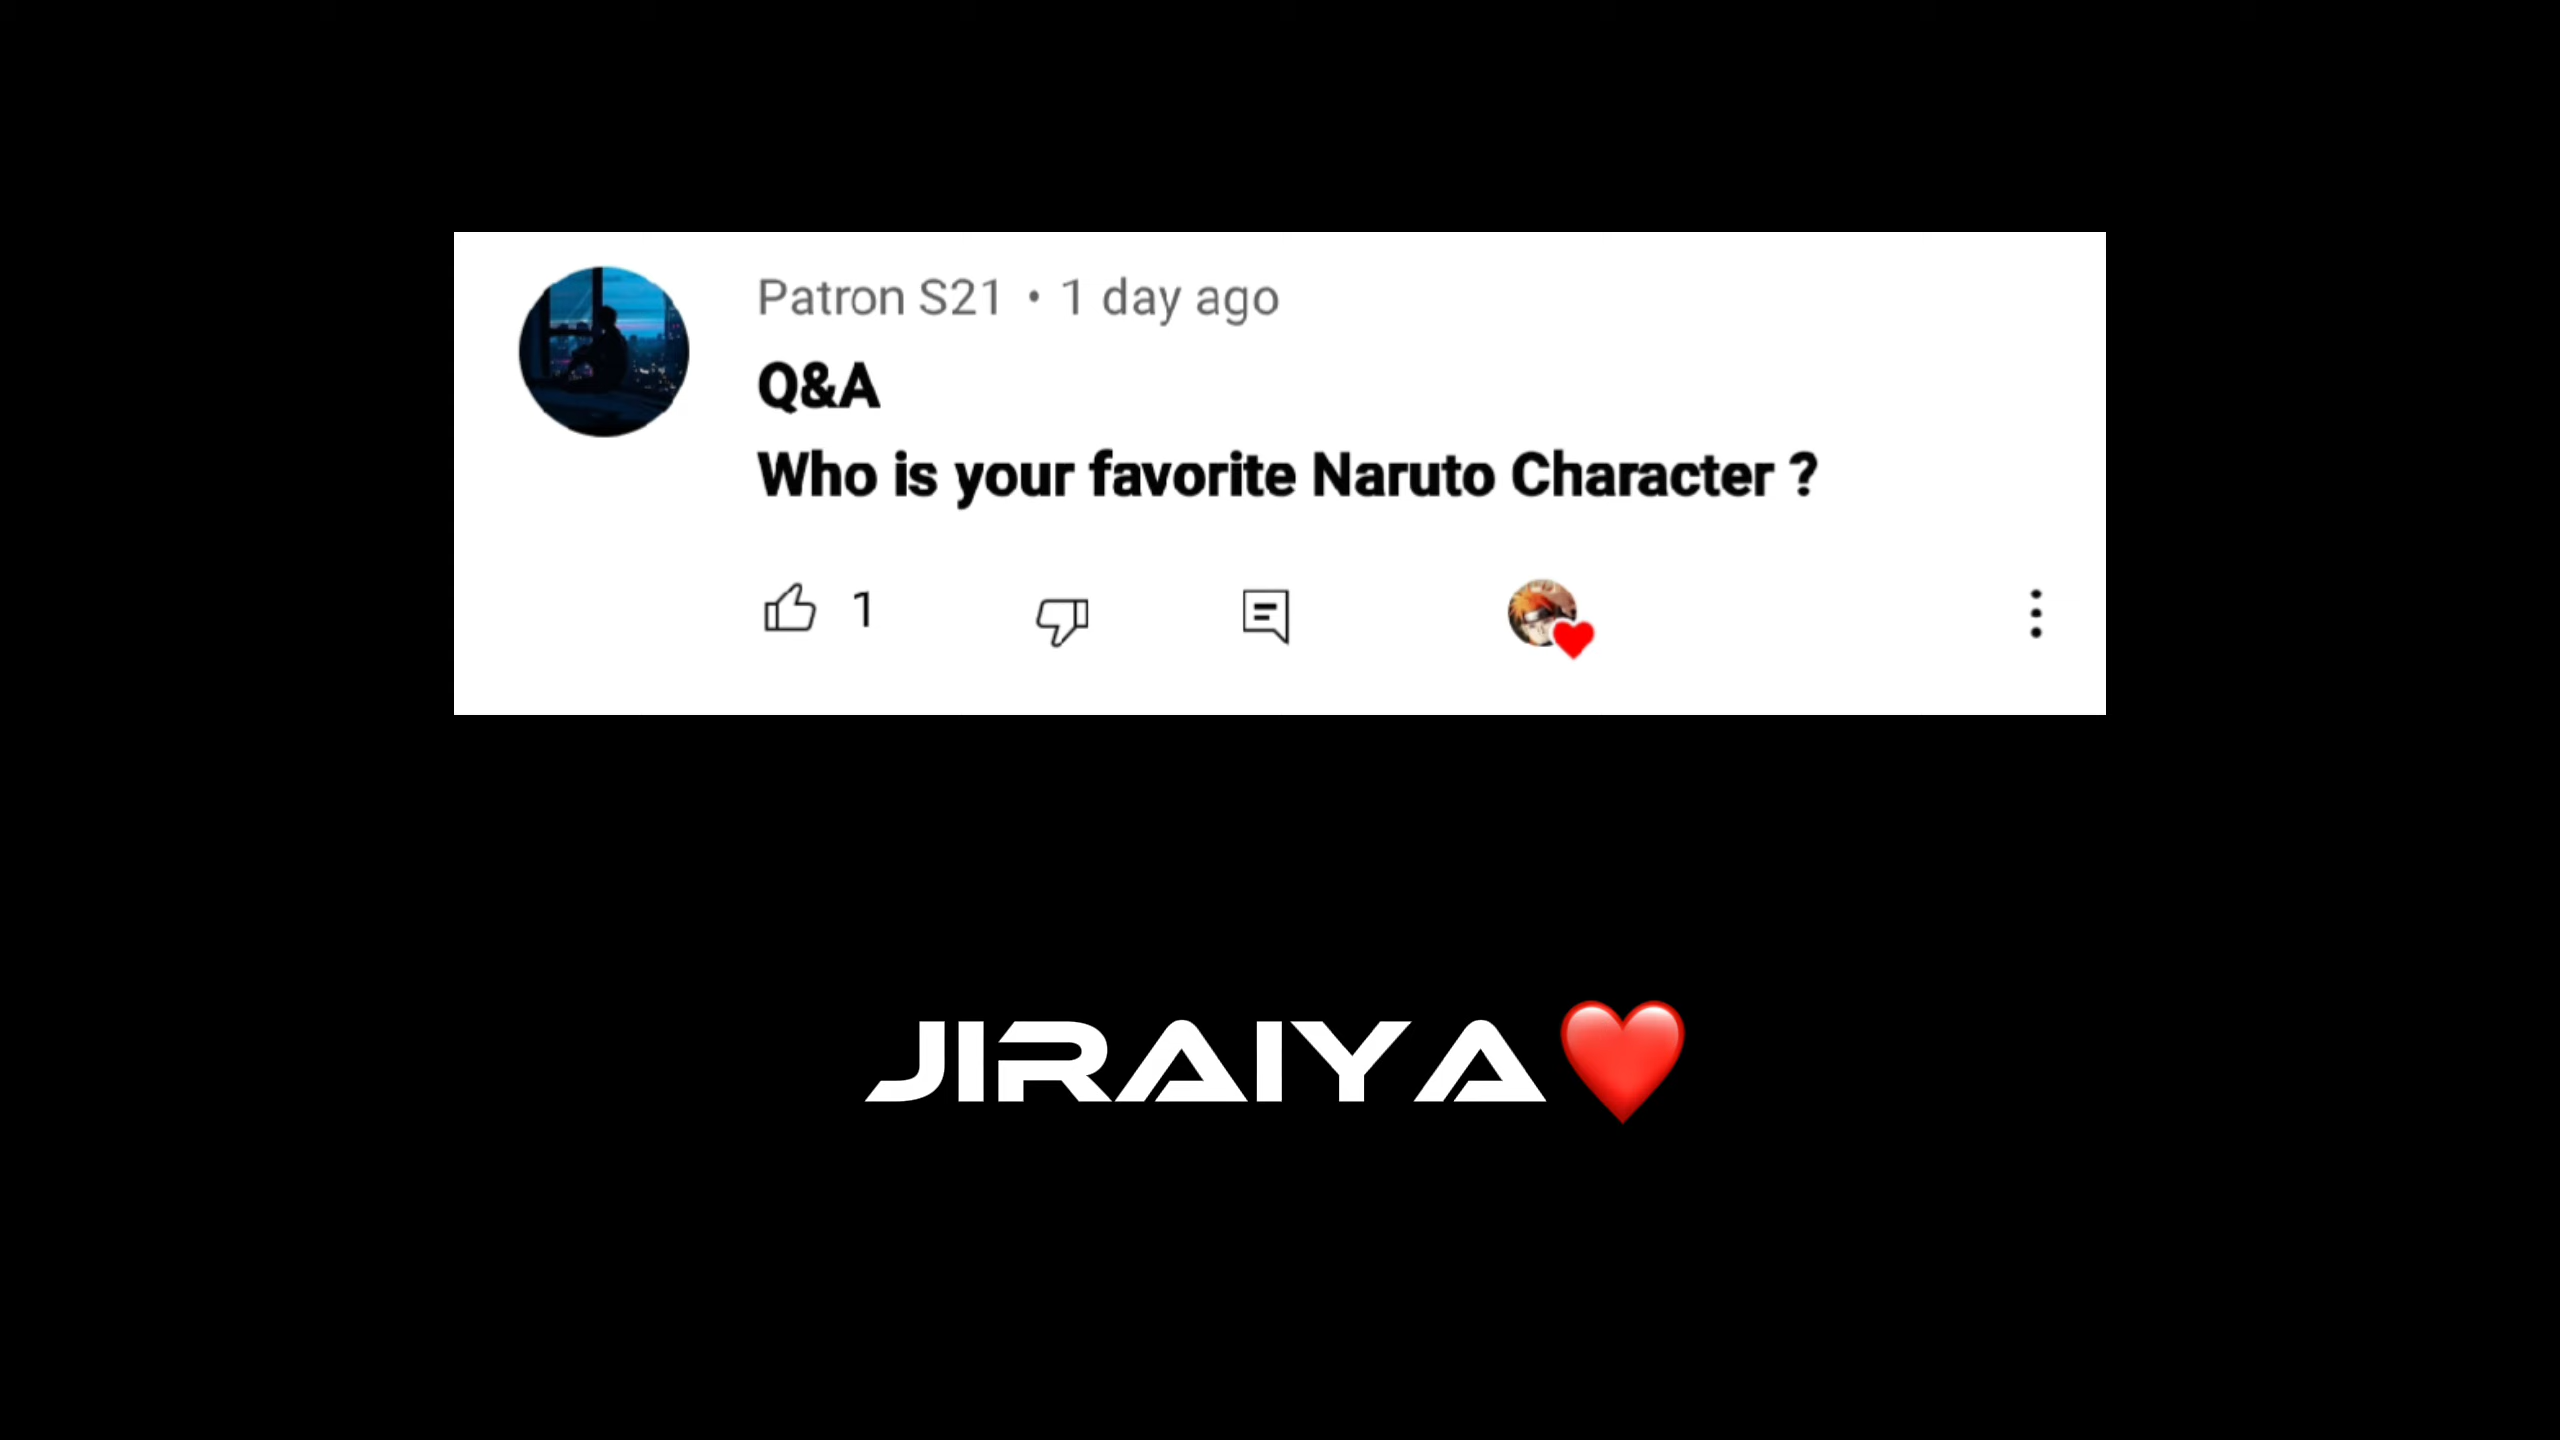 Patron S21 • 1 day ago
Q&A
Who is your favorite Naruto Character ?
1
JIRAIYA❤️